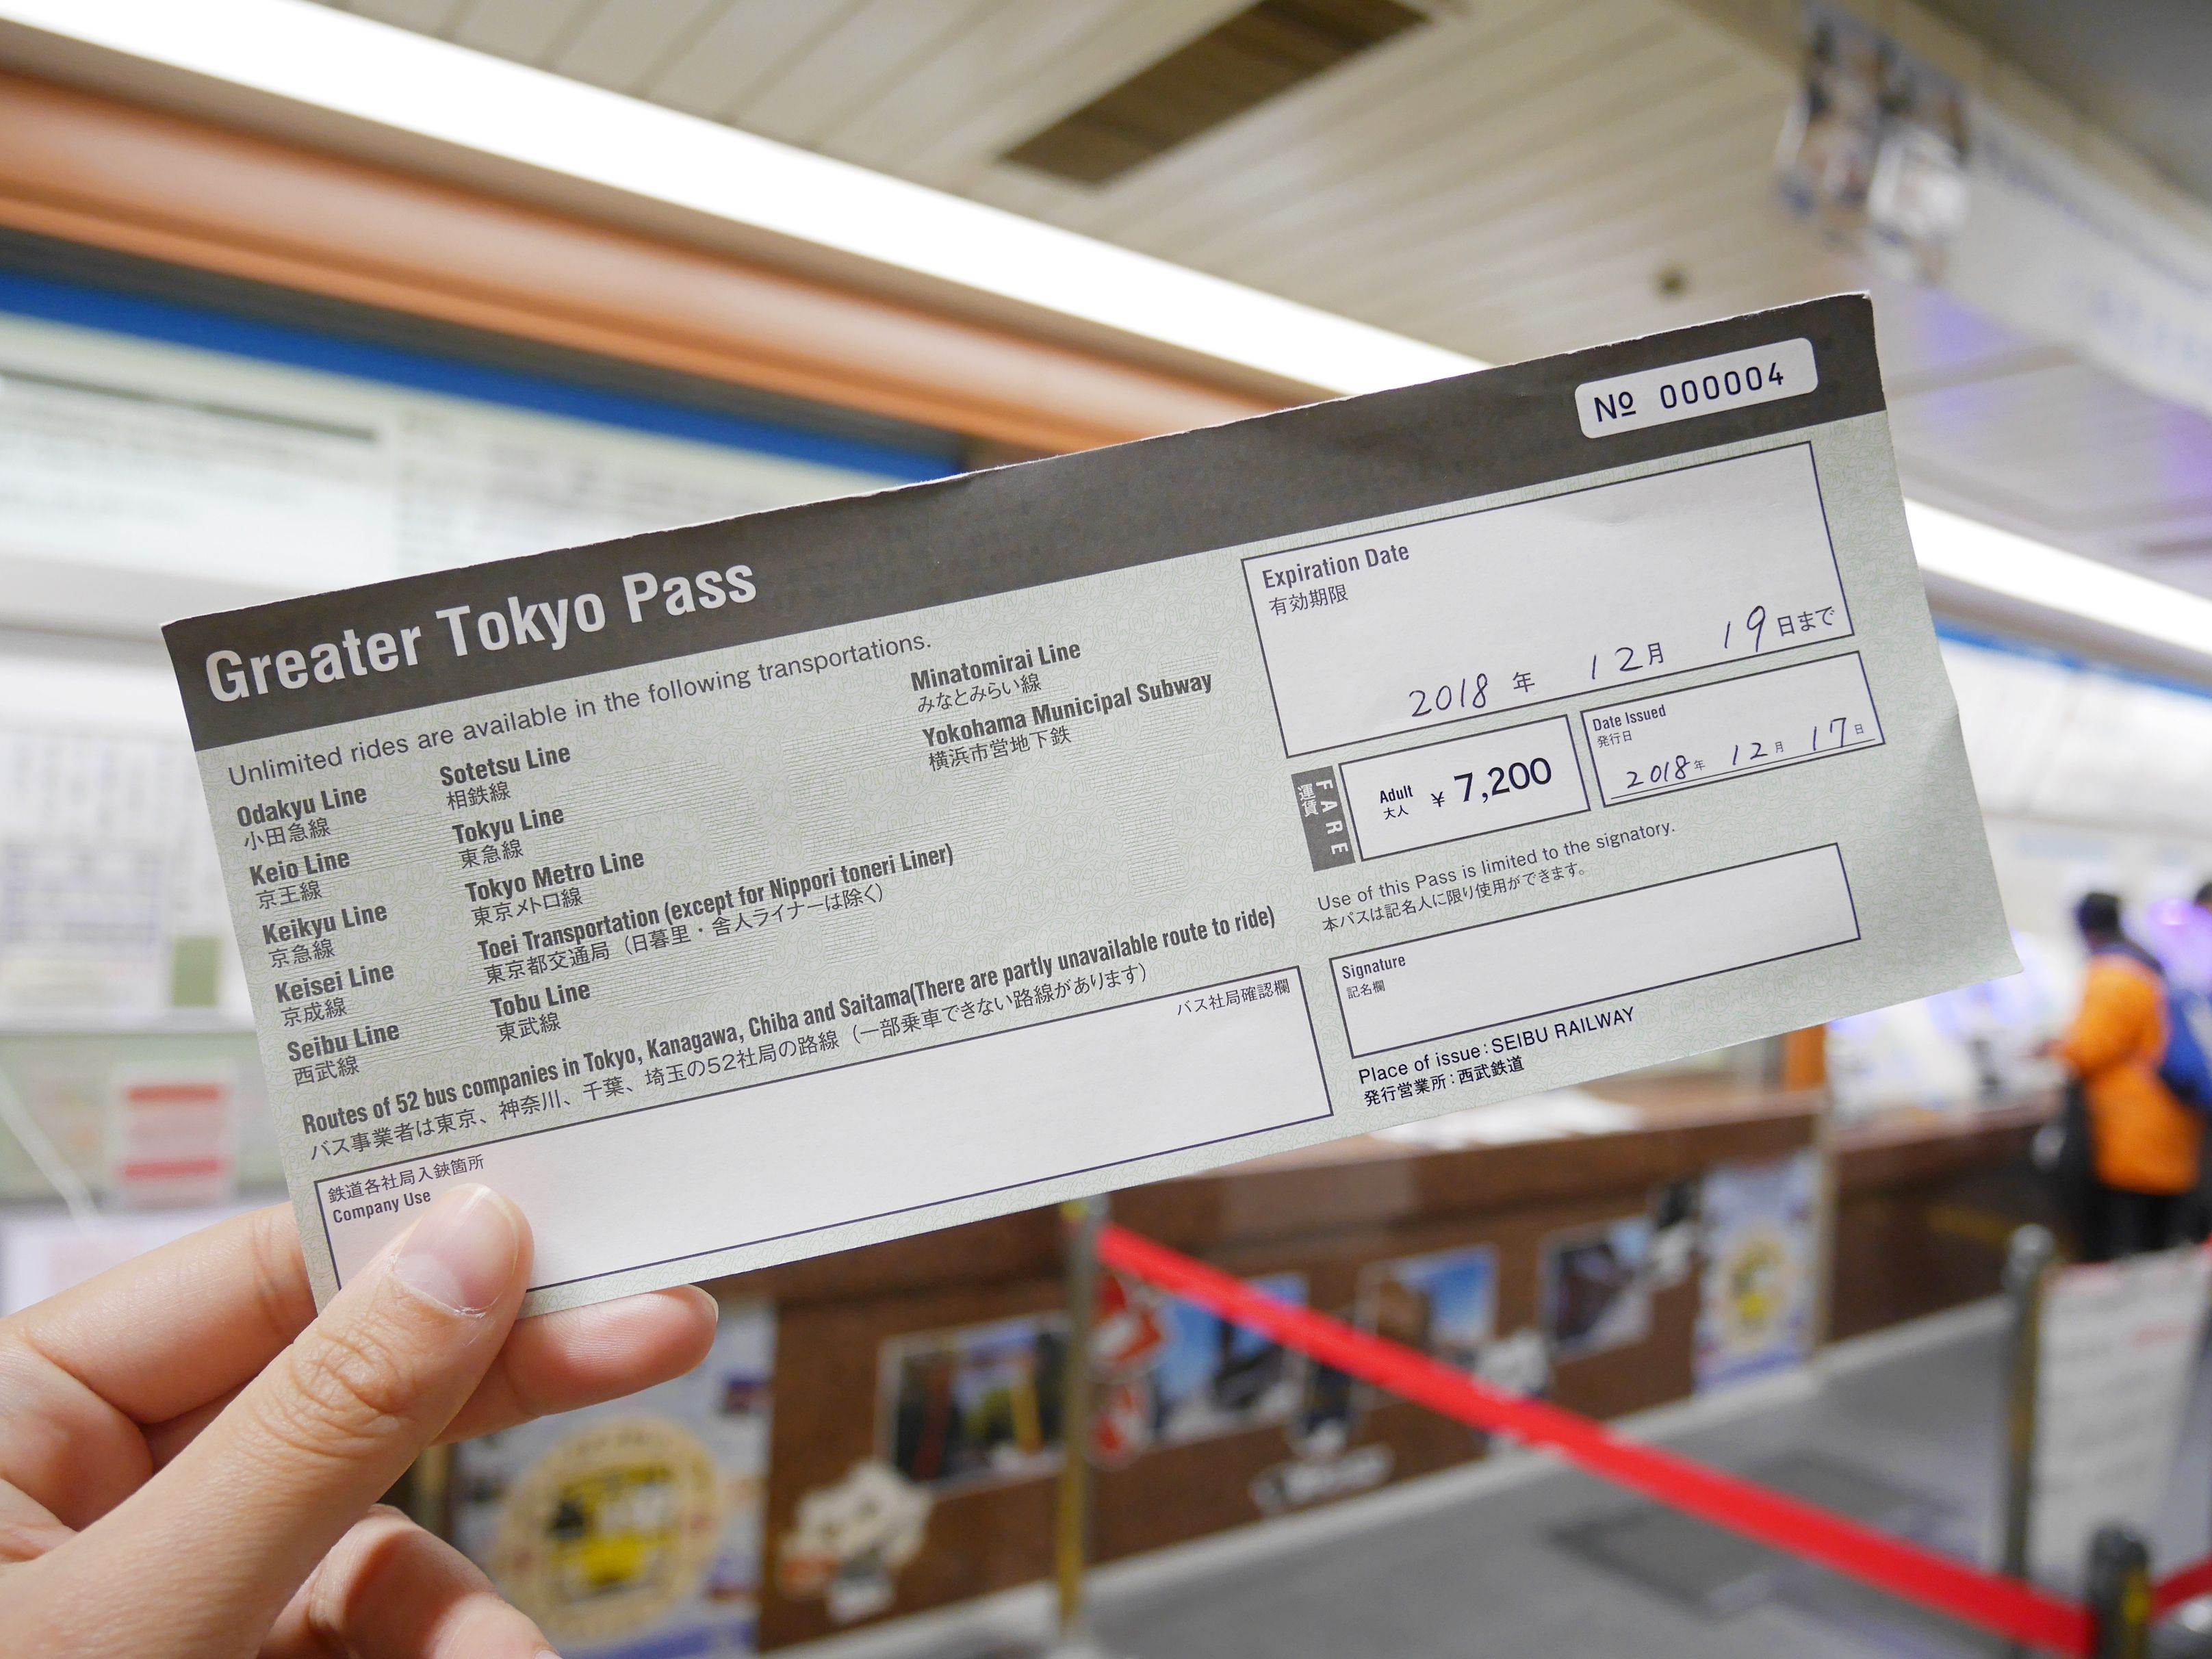 Nº 000004
Greater Tokyo Pass
Unlimited rides are available in the following transportations.
Odakyu Line
小田急線
Keio Line
京王線
Keikyu Line
京急線
Keisei Line
京成線
Seibu Line
西武線
Sotetsu Line
相鉄線
Tokyu Line
東急線
Tokyo Metro Line
東京メトロ線
Toei Transportation (except for Nippori toneri Liner)
東京都交通局（日暮里・舎人ライナーは除く）
Tobu Line
東武線
Minatomirai Line
みなとみらい線
Yokohama Municipal Subway
横浜市営地下鉄
Routes of 52 bus companies in Tokyo, Kanagawa, Chiba and Saitama(There are partly unavailable route to ride)
バス事業者は東京、神奈川、千葉、埼玉の52社局の路線（一部乗車できない路線があります）
鉄道各社局入鋏箇所
Company Use
バス社局確認欄
Expiration Date
有効期限
2018 年 12月 19日まで
FARE
運賃
Adult
大人
¥ 7,200
Date Issued
発行日
2018年 12月 17日
Use of this Pass is limited to the signatory.
本パスは記名人に限り使用ができます。
Signature
記名欄
Place of issue：SEIBU RAILWAY
発行営業所：西武鉄道